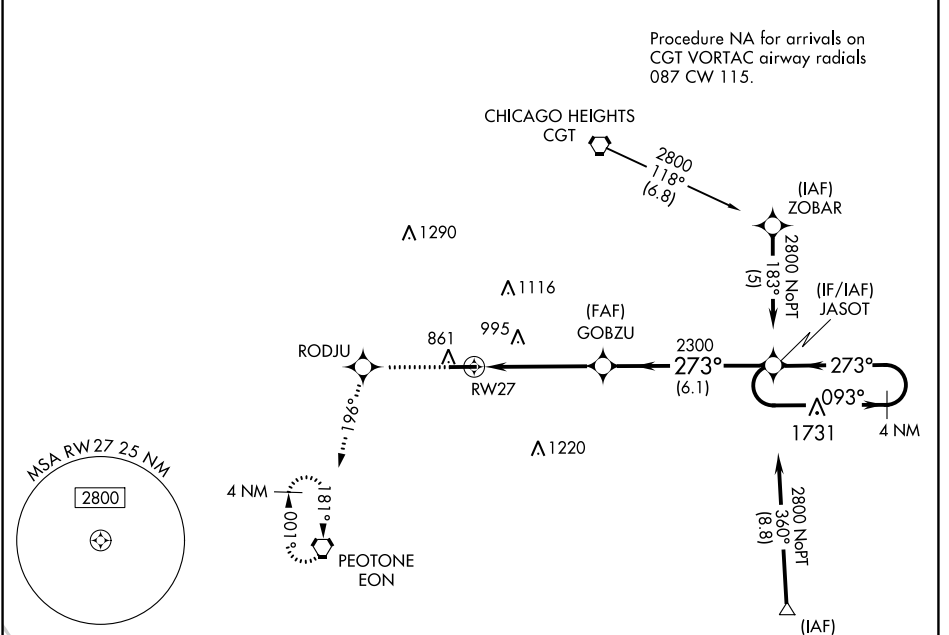 Procedure NA for arrivals on
CGT VORTAC airway radials
087 CW 115.
CHICAGO HEIGHTS
CGT
2800
118°
(6.8)
(IAF)
ZOBAR
2800 NoPT
183°
(5)
(IF/IAF)
JASOT
1290
1116
995
861
(FAF)
GOBZU
2300
273°
(6.1)
273°
093°
4 NM
1731
RODJU
RW27
196°
1220
MSA RW27 25 NM
2800
4 NM
181°
001°
PEOTONE
EON
2800 NoPT
360°
(8.8)
(IAF)